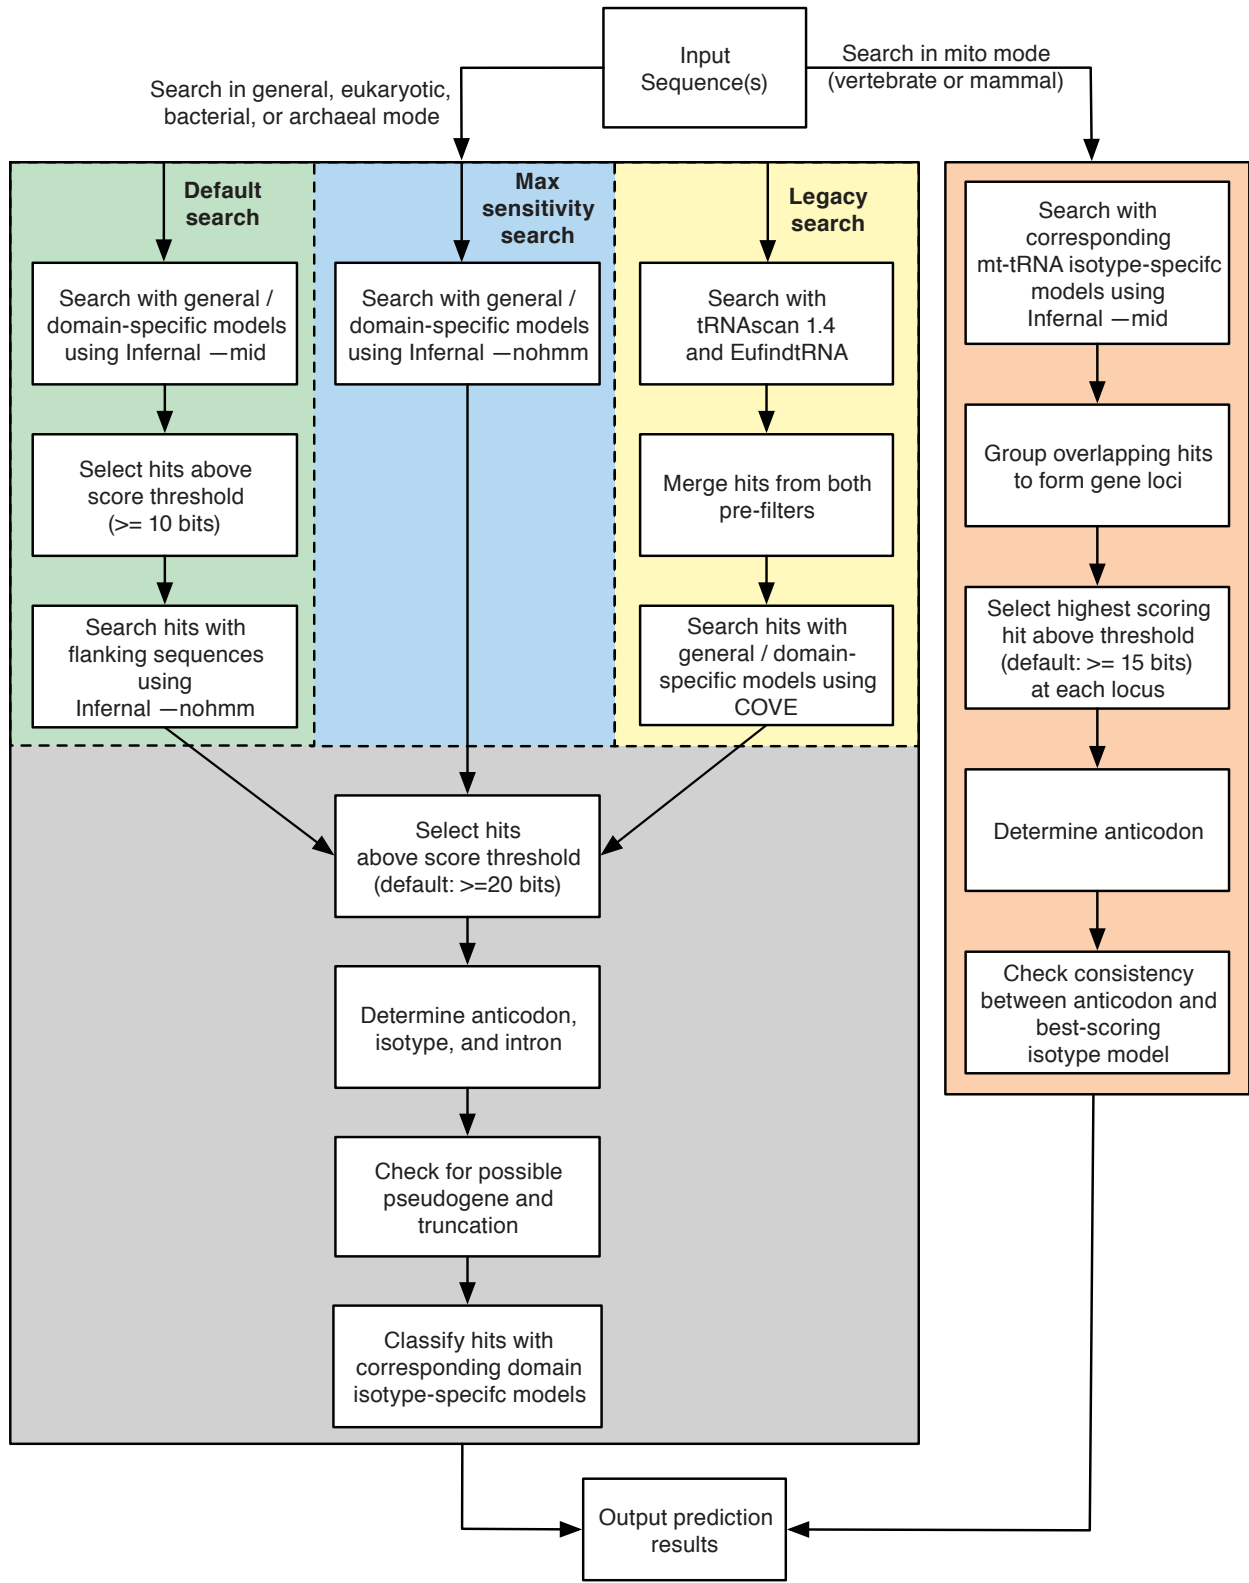 Input
Sequence(s)
Search in general, eukaryotic,
bacterial, or archaeal mode
Search in mito mode
(vertebrate or mammal)
Default
search
Search with general /
domain-specific models
using Infernal —mid
Select hits above
score threshold
(>= 10 bits)
Search hits with
flanking sequences
using
Infernal —nohmm
Max
sensitivity
search
Search with general /
domain-specific models
using Infernal —nohmm
Legacy
search
Search with
tRNAscan 1.4
and EufindtRNA
Merge hits from both
pre-filters
Search hits with
general / domain-
specific models using
COVE
Select hits
above score threshold
(default: >=20 bits)
Determine anticodon,
isotype, and intron
Check for possible
pseudogene and
truncation
Classify hits with
corresponding domain
isotype-specifc models
Search with
corresponding
mt-tRNA isotype-specifc
models using
Infernal —mid
Group overlapping hits
to form gene loci
Select highest scoring
hit above threshold
(default: >= 15 bits)
at each locus
Determine anticodon
Check consistency
between anticodon and
best-scoring
isotype model
Output prediction
results